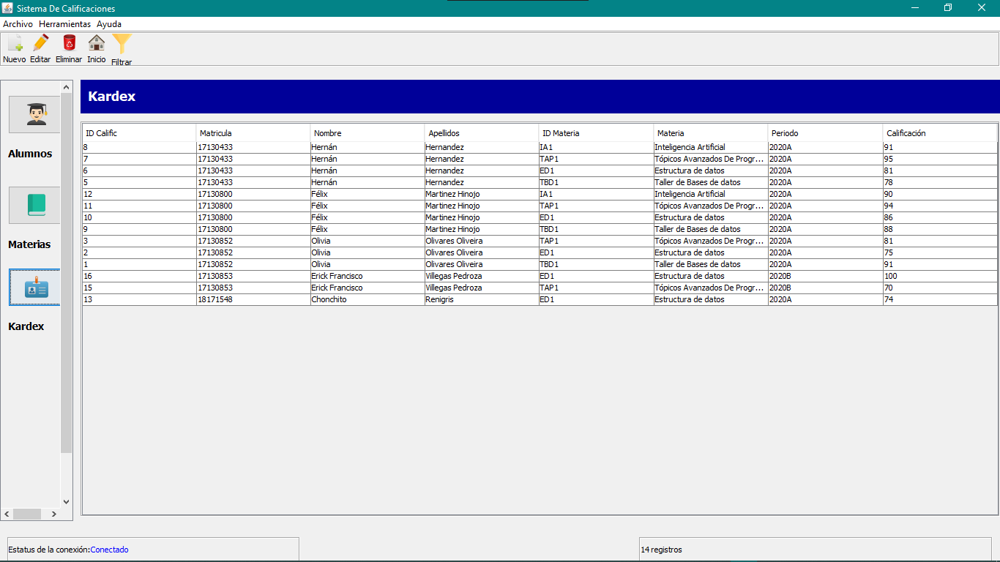 Sistema De Calificaciones
Archivo Herramientas Ayuda
Nuevo Editar Eliminar Inicio Filtrar
Alumnos
Materias
Kardex
Kardex
ID Calific Matricula Nombre Apellidos ID Materia Materia Periodo Calificación
8 17130433 Hernán Hernandez IA1 Inteligencia Artificial 2020A 91
7 17130433 Hernán Hernandez TAP1 Tópicos Avanzados De Progr... 2020A 95
6 17130433 Hernán Hernandez ED1 Estructura de datos 2020A 81
5 17130433 Hernán Hernandez TBD1 Taller de Bases de datos 2020A 78
12 17130800 Félix Martinez Hinojo IA1 Inteligencia Artificial 2020A 90
11 17130800 Félix Martinez Hinojo TAP1 Tópicos Avanzados De Progr... 2020A 94
10 17130800 Félix Martinez Hinojo ED1 Estructura de datos 2020A 86
9 17130800 Félix Martinez Hinojo TBD1 Taller de Bases de datos 2020A 88
3 17130852 Olivia Olivares Oliveira TAP1 Tópicos Avanzados De Progr... 2020A 81
2 17130852 Olivia Olivares Oliveira ED1 Estructura de datos 2020A 75
1 17130852 Olivia Olivares Oliveira TBD1 Taller de Bases de datos 2020A 91
16 17130853 Erick Francisco Villegas Pedroza ED1 Estructura de datos 2020B 100
15 17130853 Erick Francisco Villegas Pedroza TAP1 Tópicos Avanzados De Progr... 2020B 70
13 18171548 Chonchito Renigris ED1 Estructura de datos 2020A 74
Estatus de la conexión:Conectado
14 registros